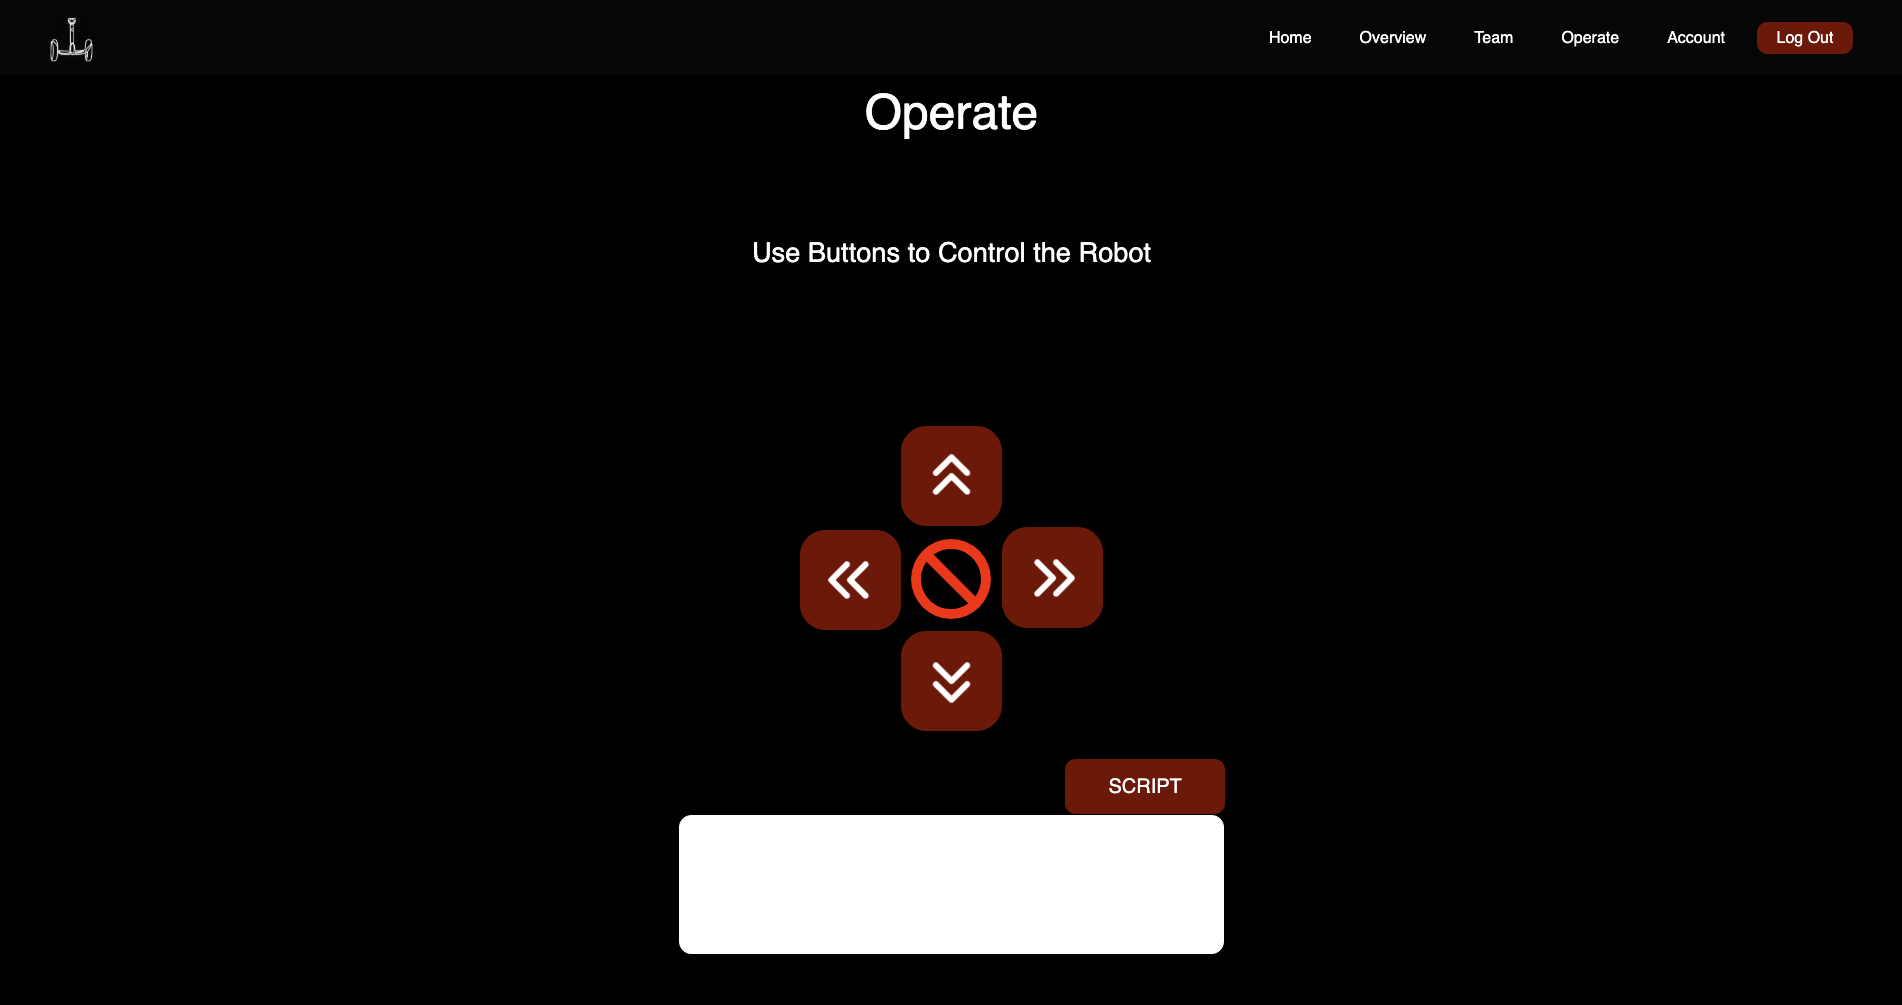 Home Overview Team Operate Account Log Out
Operate
Use Buttons to Control the Robot
SCRIPT